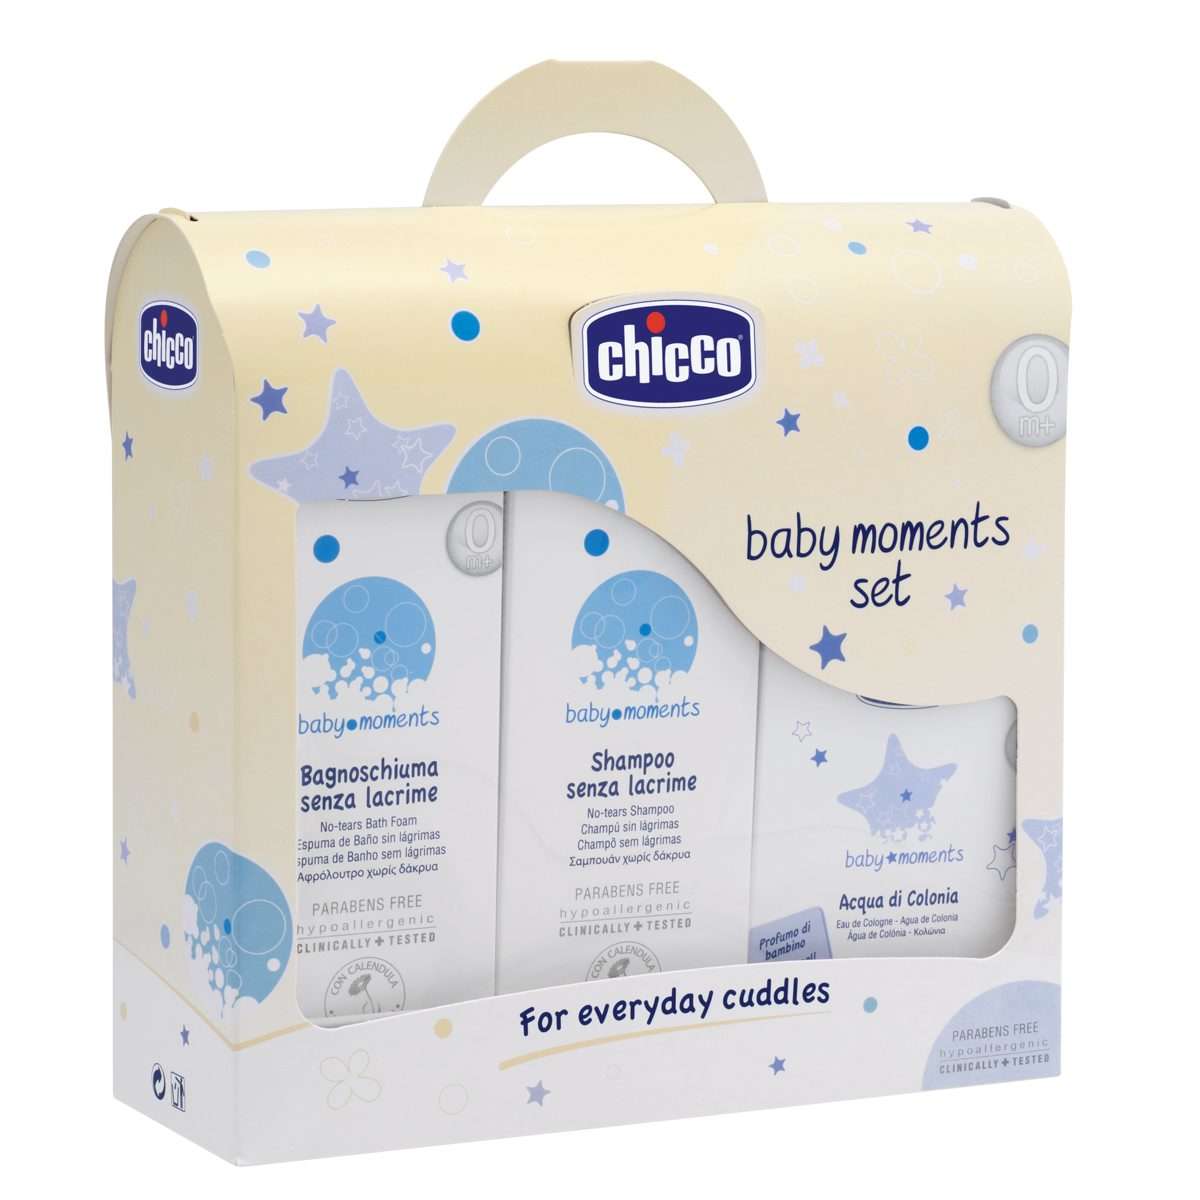 chicco
chicco
0
m+
baby moments
set
0
m+
baby moments
Bagnoschiuma
senza lacrime
No-tears Bath Foam
Espuma de Baño sin lágrimas
spuma de Banho sem lágrimas
Αφρόλουτρο χωρίς δάκρυα
PARABENS FREE
hypoallergenic
CLINICALLY + TESTED
CON CALENDULA
baby moments
Shampoo
senza lacrime
No-tears Shampoo
Champú sin lágrimas
Champô sem lágrimas
Σαμπουάν χωρίς δάκρυα
PARABENS FREE
hypoallergenic
CLINICALLY + TESTED
CON CALENDULA
baby moments
Acqua di Colonia
Eau de Cologne - Agua de Colonia
Água de Colónia - Κολώνια
Profumo di
bambino
For everyday cuddles
PARABENS FREE
hypoallergenic
CLINICALLY + TESTED